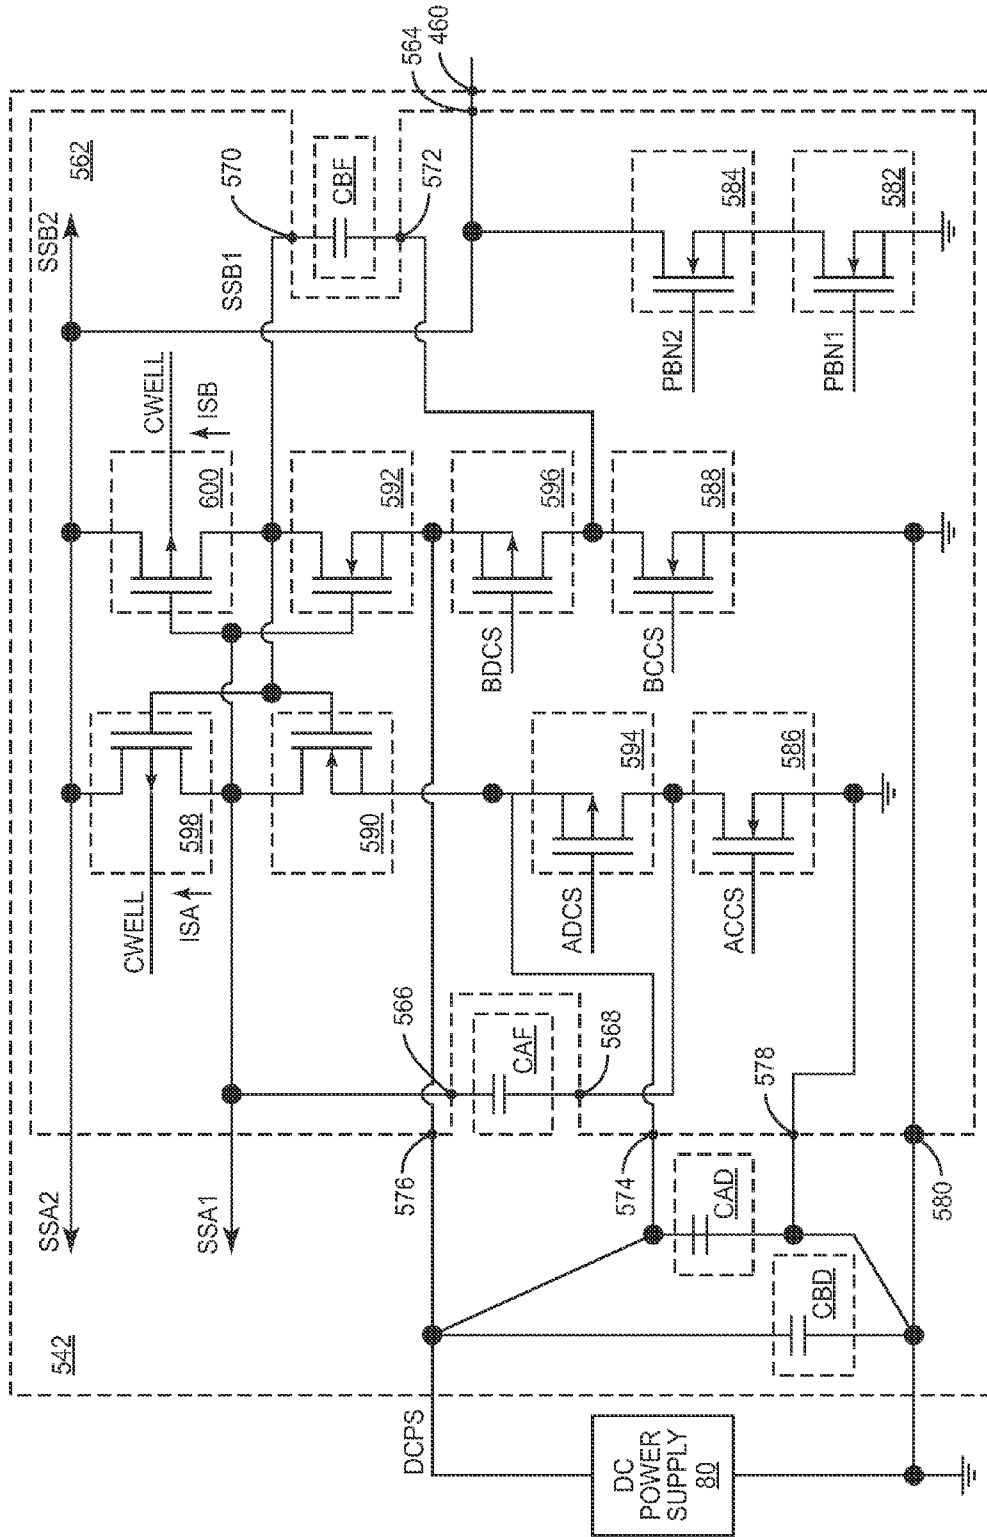 542
562
SSA2
SSB2
SSA1
SSB1
CWELL
ISA
598
CWELL
ISB
600
590
592
566
CAF
568
570
CBF
572
564
460
576
574
578
580
DCPS
DC
POWER
SUPPLY
80
CAD
CBD
ADCS
594
ACCS
586
BDCS
596
BCCS
588
PBN2
584
PBN1
582